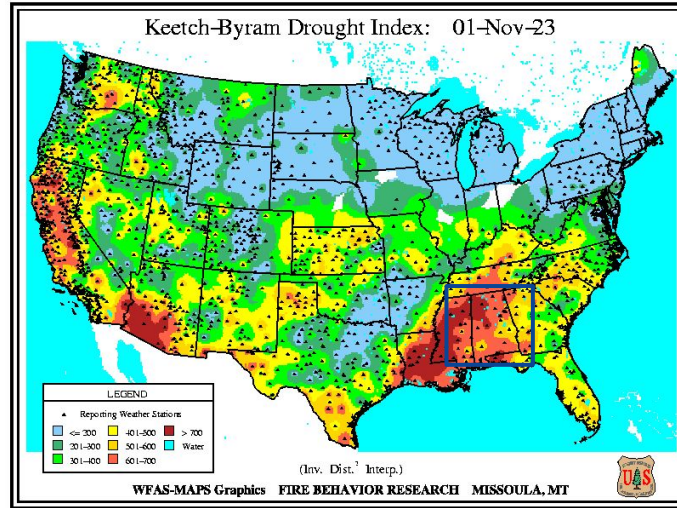 Keetch-Byram Drought Index: 01-Nov-23
LEGEND
Reporting Weather Stations
<= 200 401-500 > 700
201-300 501-600 Water
301-400 601-700
(Inv. Dist.² Interp.)
WFAS-MAPS Graphics FIRE BEHAVIOR RESEARCH MISSOULA, MT
U S